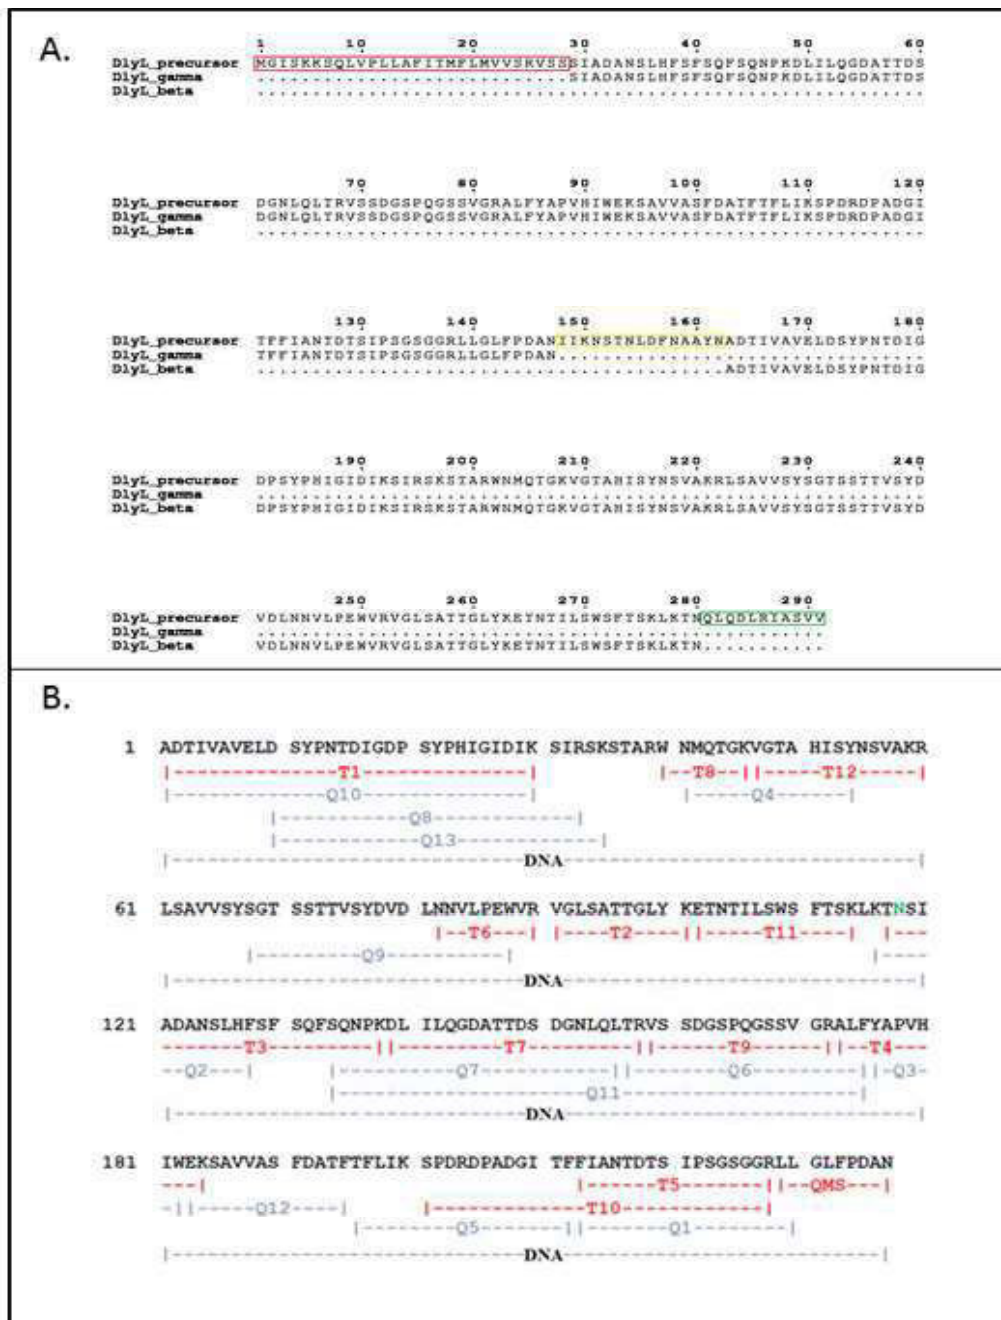 A.
1 10 20 30 40 50 60
DlyL_precursor MGISKKSQLVPLLAFITMFLMVVSRVSSSIADANSLHFSFSQFSQNPKDLILQGDATTDS
DlyL_gamma ............................SIADANSLHFSFSQFSQNPKDLILQGDATTDS
DlyL_beta ............................................................
70 80 90 100 110 120
DlyL_precursor DGNLQLTRVSSDGSPQGSSVGRALFYAPVHIWEKSAVVASFDATFTFLIKSPDRDPADGI
DlyL_gamma DGNLQLTRVSSDGSPQGSSVGRALFYAPVHIWEKSAVVASFDATFTFLIKSPDRDPADGI
DlyL_beta ............................................................
130 140 150 160 170 180
DlyL_precursor TFFIANTDTSIPSGSGGRLLGLFPDANIIKNSTNLDFNAAYNADTIVAVELDSYPNTDIG
DlyL_gamma TFFIANTDTSIPSGSGGRLLGLFPDAN.................................
DlyL_beta ..........................................ADTIVAVELDSYPNTDIG
190 200 210 220 230 240
DlyL_precursor DPSYPHIGIDIKSIRSKSTARWNMQTGKVGTAHISYNSVAKRLSAVVSYSGTSSTTVSYD
DlyL_gamma ............................................................
DlyL_beta DPSYPHIGIDIKSIRSKSTARWNMQTGKVGTAHISYNSVAKRLSAVVSYSGTSSTTVSYD
250 260 270 280 290
DlyL_precursor VDLNNVLPEWVRVGLSATTGLYKETNTILSWSFTSKLKTNQLQDLRIASVV
DlyL_gamma ...................................................
DlyL_beta VDLNNVLPEWVRVGLSATTGLYKETNTILSWSFTSKLKTN...........
B.
1 ADTIVAVELD SYPNTDIGDP SYPHIGIDIK SIRSKSTARW NMQTGKVGTA HISYNSVAKR
|---------------T1----------------| |--T8---||-----T12-----|
|--------------Q10----------------| |-----Q4-------|
|------------Q8--------------|
|-------------Q13--------------|
|--------------------------------DNA--------------------------------|
61 LSAVVSYSGT SSTTVSYDVD LNNVLPEWVR VGLSATTGLY KETNTILSWS FTSKLKTNSI
|--T6----| |----T2-----||-----T11------| |---
|----------Q9-----------| |----
|--------------------------------DNA--------------------------------|
121 ADANSLHFSF SQFSQNPKDL ILQGDATTDS DGNLQLTRVS SDGSPQGSSV GRALFYAPVH
-------T3----------||----------T7-----------||-------T9------||--T4---
--Q2---| |-----------Q7------------||---------Q6----------||-Q3-
|-----------------------Q11----------------------|
|--------------------------------DNA--------------------------------|
181 IWEKSAVVAS FDATFTFLIK SPDRDPADGI TFFIANTDTS IPSGSGGRLL GLFPDAN
---| |-------T5--------||--QMS---|
-||-----Q12-----| |--------------T10--------------|
|--------Q5--------||--------Q1---------|
|--------------------------------DNA-----------------------------|